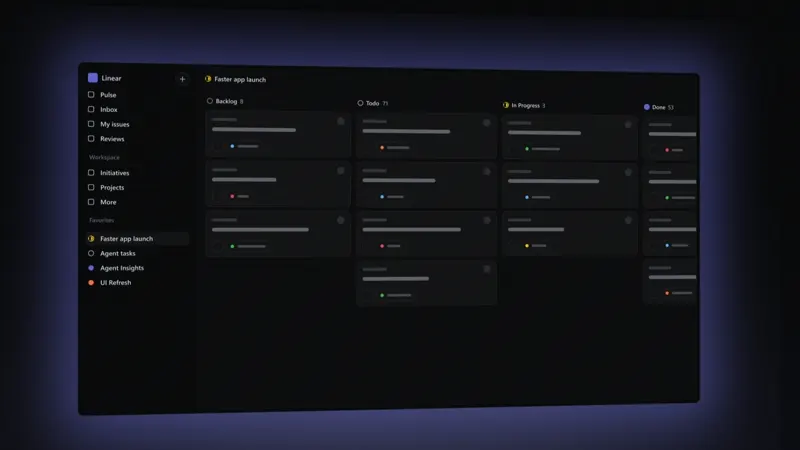 Linear
Pulse
Inbox
My issues
Reviews
Workspace
Initiatives
Projects
More
Favorites
Faster app launch
Agent tasks
Agent Insights
UI Refresh
Faster app launch
Backlog 8
Todo 71
In Progress 3
Done 53